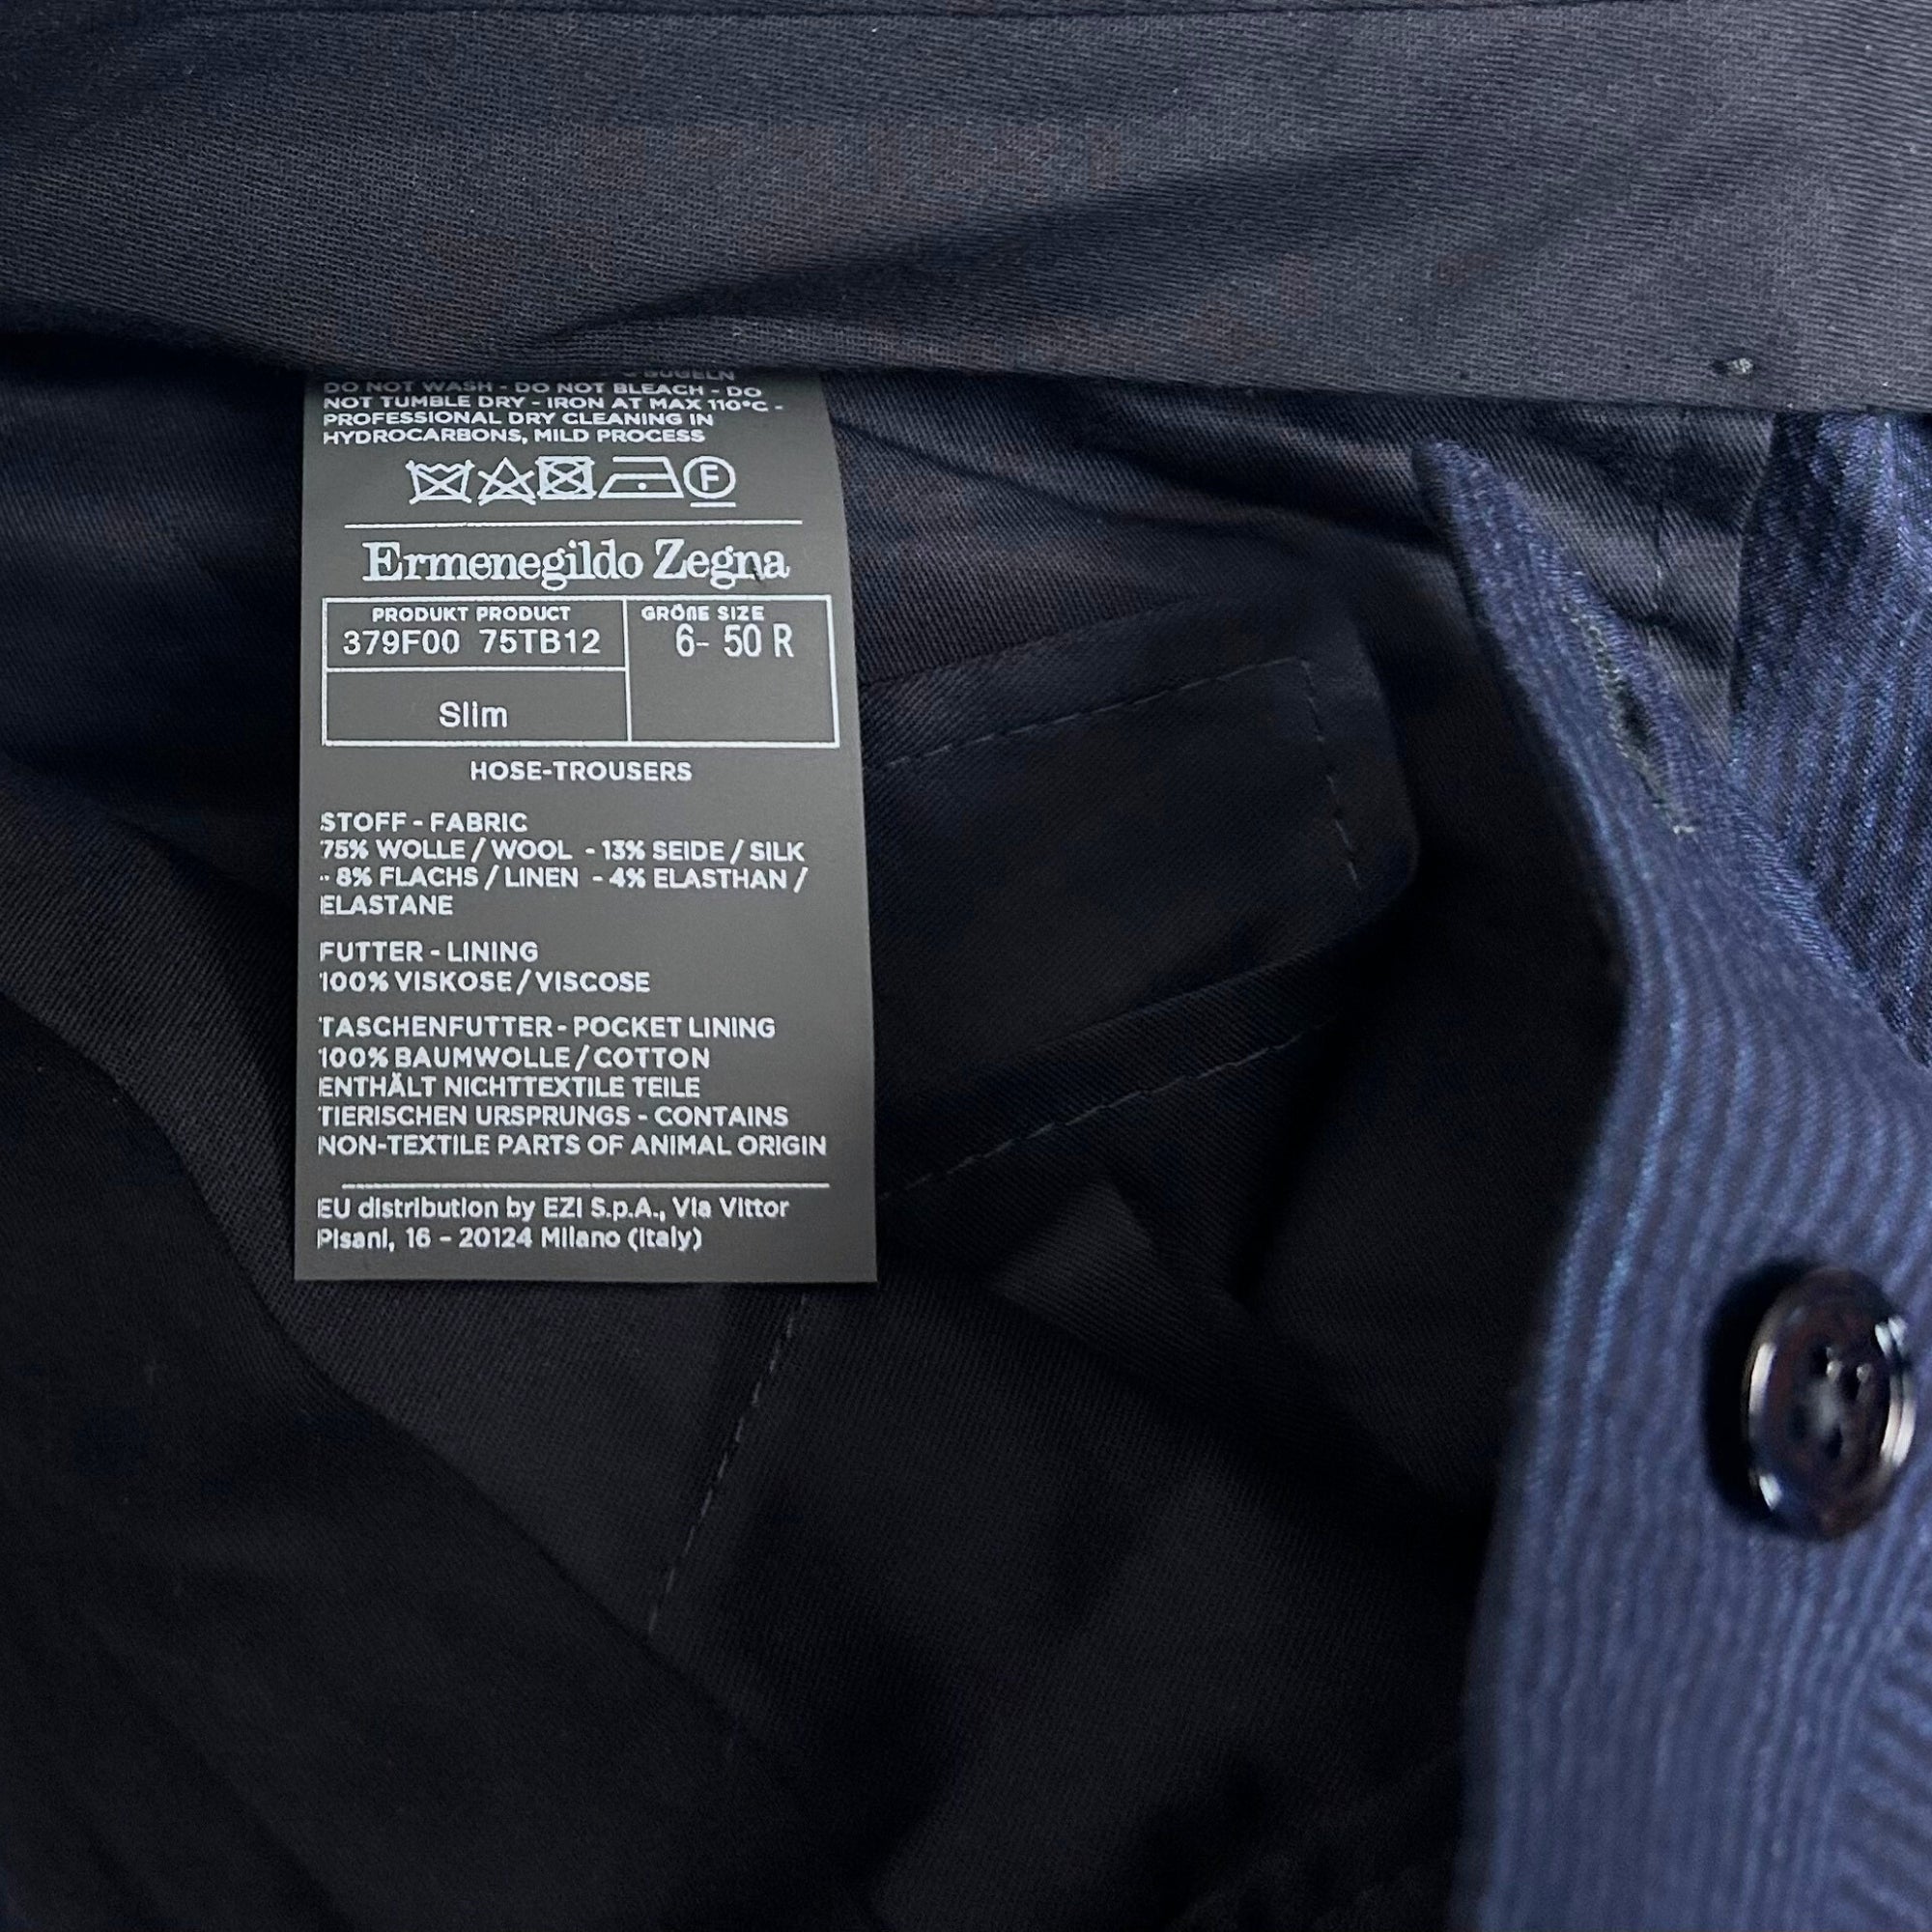 BÜGELN
DO NOT WASH - DO NOT BLEACH - DO
NOT TUMBLE DRY - IRON AT MAX 110°C -
PROFESSIONAL DRY CLEANING IN
HYDROCARBONS, MILD PROCESS
F
Ermenegildo Zegna
PRODUKT PRODUCT GRÖßE SIZE
379F00 75TB12 6- 50 R
Slim
HOSE-TROUSERS
STOFF - FABRIC
75% WOLLE / WOOL - 13% SEIDE / SILK
- 8% FLACHS / LINEN - 4% ELASTHAN /
ELASTANE
FUTTER - LINING
100% VISKOSE / VISCOSE
TASCHENFUTTER - POCKET LINING
100% BAUMWOLLE / COTTON
ENTHÄLT NICHTTEXTILE TEILE
TIERISCHEN URSPRUNGS - CONTAINS
NON-TEXTILE PARTS OF ANIMAL ORIGIN
EU distribution by EZI S.p.A., Via Vittor
Pisani, 16 - 20124 Milano (Italy)